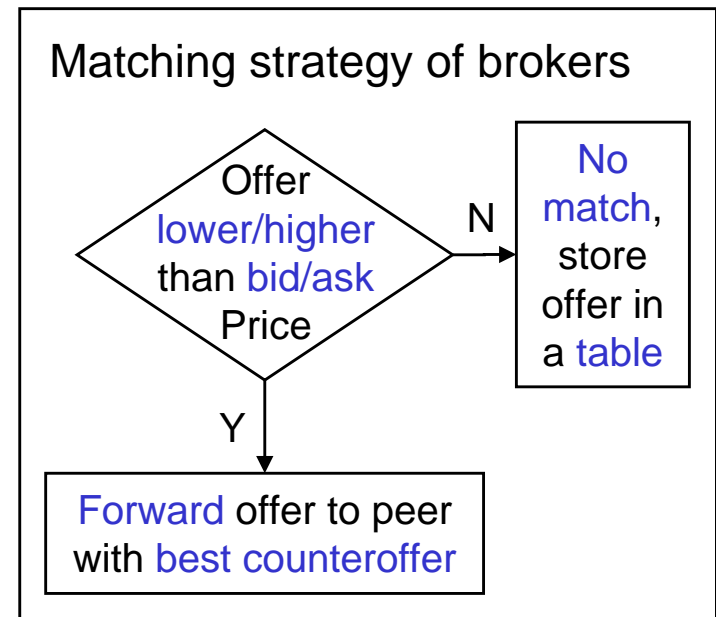 Matching strategy of brokers
Offer
lower/higher
than bid/ask
Price
N
No
match,
store
offer in
a table
Y
Forward offer to peer
with best counteroffer